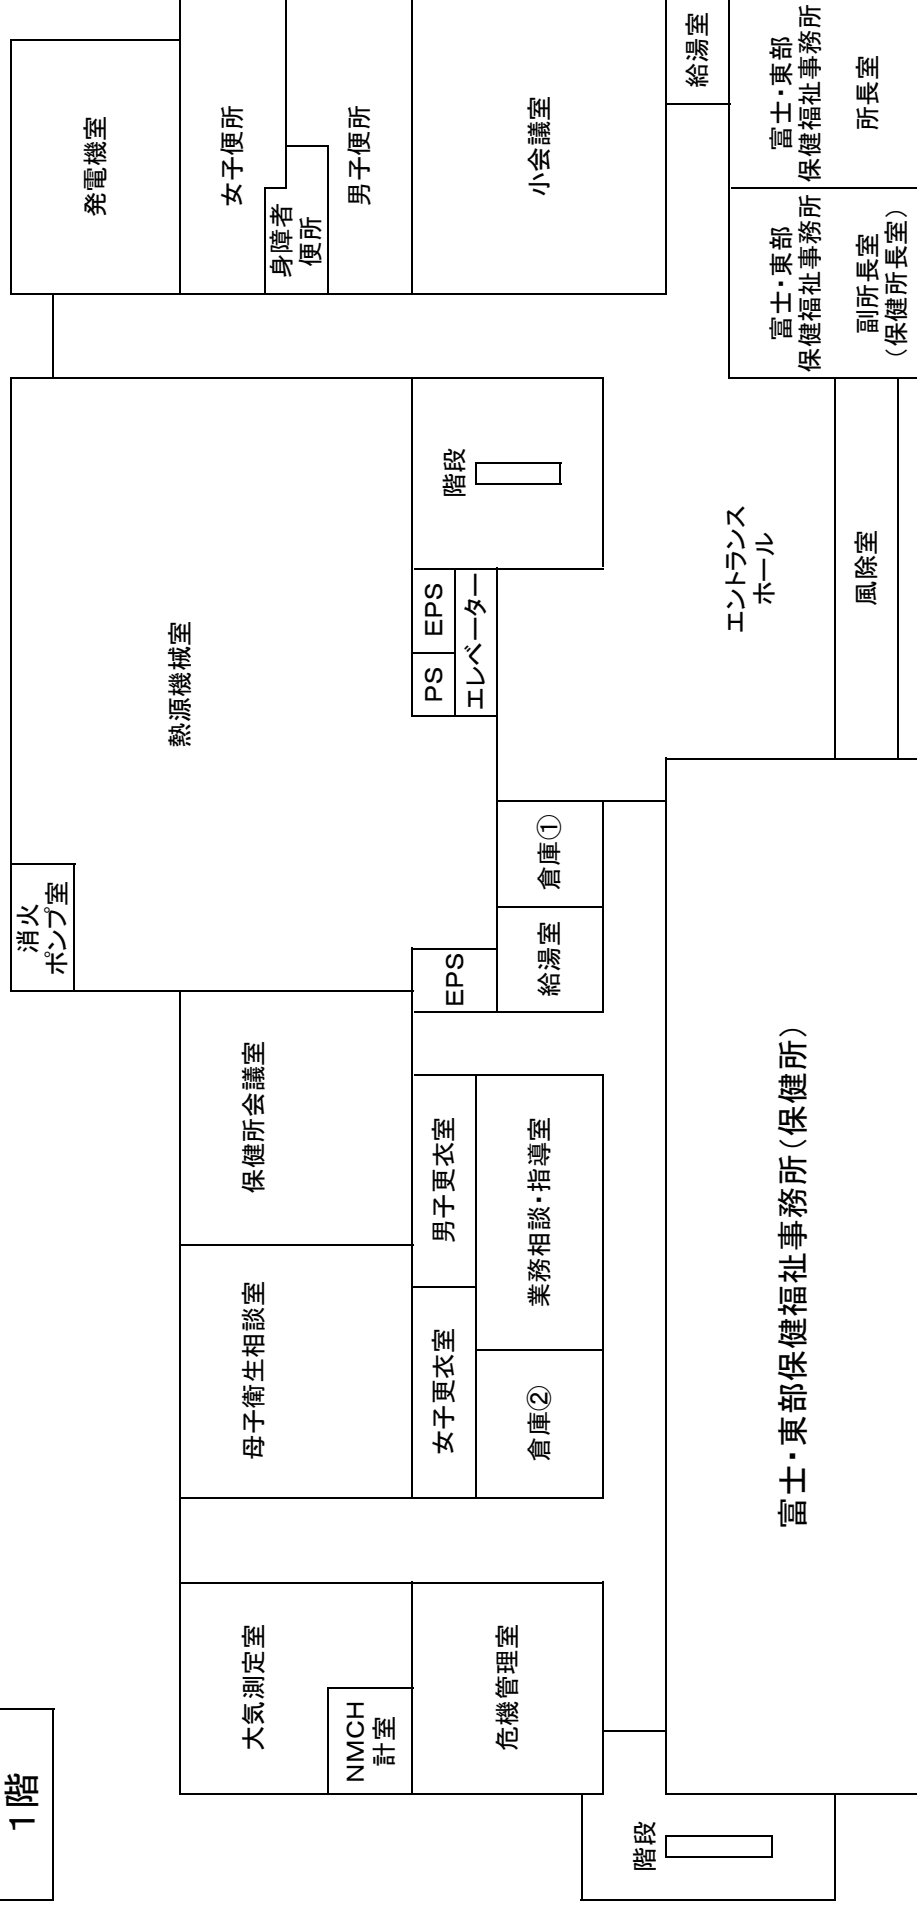 1階
大気測定室
NMCH
計室
危機管理室
階段
母子衛生相談室
保健所会議室
女子更衣室
男子更衣室
倉庫②
業務相談・指導室
富士・東部保健福祉事務所（保健所）
消火
ポンプ室
熱源機械室
EPS
給湯室
倉庫①
PS
EPS
エレベーター
階段
エントランス
ホール
風除室
発電機室
女子便所
身障者
便所
男子便所
小会議室
給湯室
富士・東部
保健福祉事務所
副所長室
（保健所長室）
富士・東部
保健福祉事務所
所長室